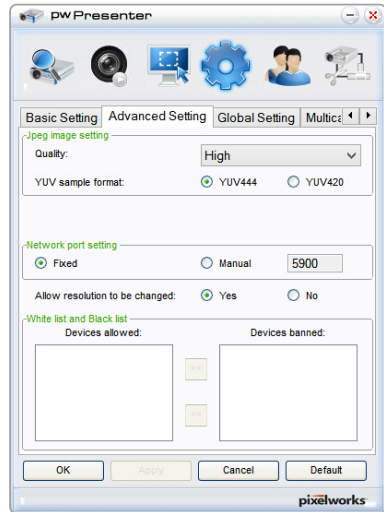 pwPresenter
Basic Setting Advanced Setting Global Setting Multica
Jpeg image setting
Quality: High
YUV sample format: YUV444 YUV420
Network port setting
Fixed Manual 5900
Allow resolution to be changed: Yes No
White list and Black list
Devices allowed: Devices banned:
>>
<<
OK Apply Cancel Default
pixelworks